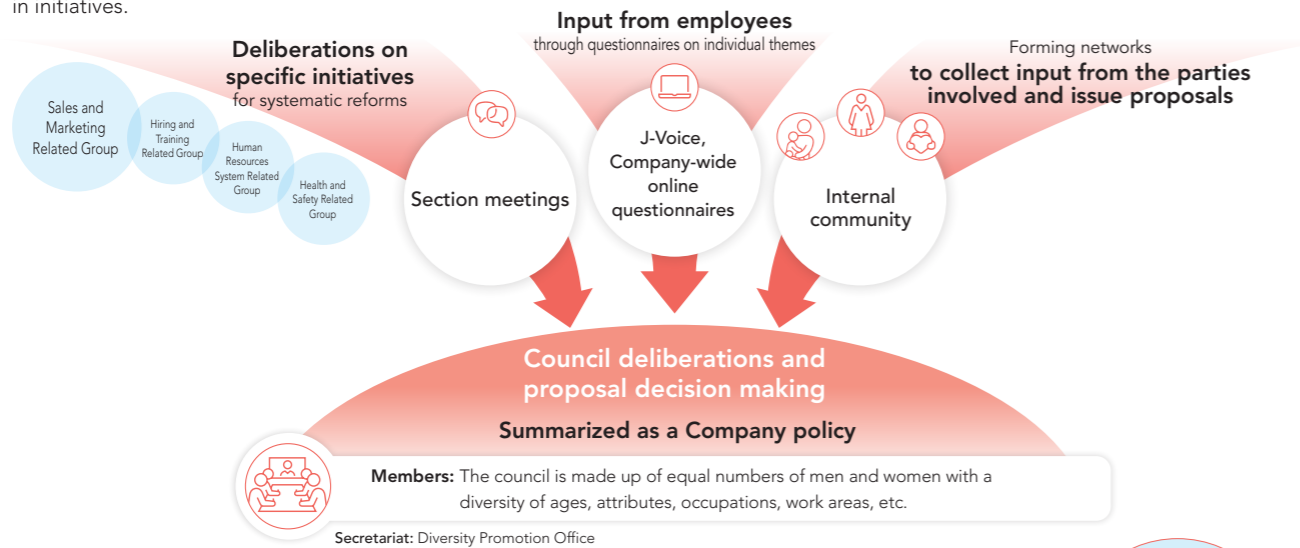 in initiatives.
Deliberations on
specific initiatives
for systematic reforms
Sales and
Marketing
Related Group
Hiring and
Training
Related Group
Human
Resources
System Related
Group
Health and
Safety Related
Group
Section meetings
Input from employees
through questionnaires on individual themes
J-Voice,
Company-wide
online
questionnaires
Forming networks
to collect input from the parties
involved and issue proposals
Internal
community
Council deliberations and
proposal decision making
Summarized as a Company policy
Members: The council is made up of equal numbers of men and women with a
diversity of ages, attributes, occupations, work areas, etc.
Secretariat: Diversity Promotion Office